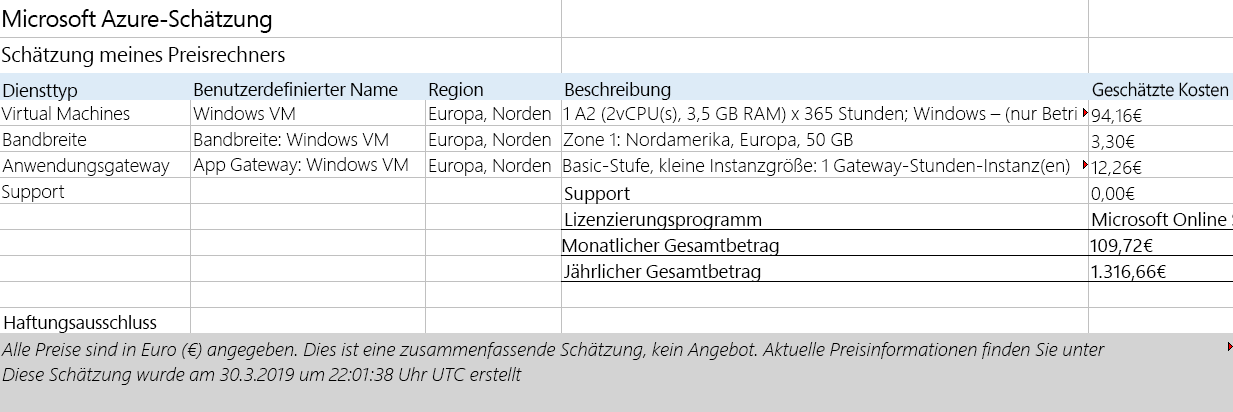 Microsoft Azure-Schätzung
Schätzung meines Preisrechners
Diensttyp Benutzerdefinierter Name Region Beschreibung Geschätzte Kosten
Virtual Machines Windows VM Europa, Norden 1 A2 (2vCPU(s), 3,5 GB RAM) x 365 Stunden; Windows – (nur Betri 94,16€
Bandbreite Bandbreite: Windows VM Europa, Norden Zone 1: Nordamerika, Europa, 50 GB 3,30€
Anwendungsgateway App Gateway: Windows VM Europa, Norden Basic-Stufe, kleine Instanzgröße: 1 Gateway-Stunden-Instanz(en) 12,26€
Support Support 0,00€
Lizenzierungsprogramm Microsoft Online
Monatlicher Gesamtbetrag 109,72€
Jährlicher Gesamtbetrag 1.316,66€
Haftungsausschluss
Alle Preise sind in Euro (€) angegeben. Dies ist eine zusammenfassende Schätzung, kein Angebot. Aktuelle Preisinformationen finden Sie unter
Diese Schätzung wurde am 30.3.2019 um 22:01:38 Uhr UTC erstellt